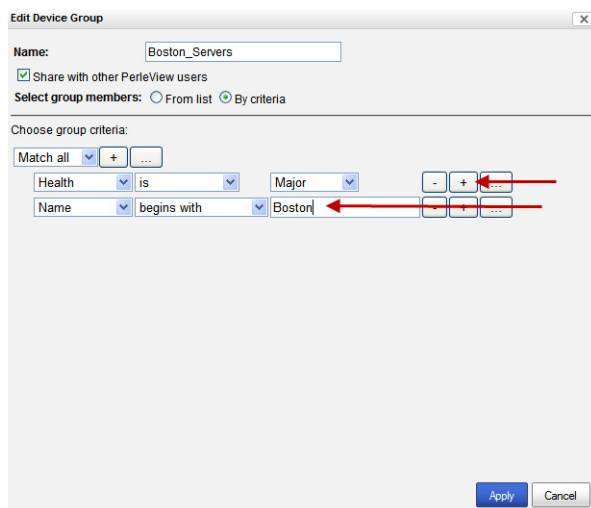 Edit Device Group
Name: Boston_Servers
Share with other PerleView users
Select group members: From list By criteria
Choose group criteria:
Match all + ...
Health is Major - + ...
Name begins with Boston - + ...
Apply Cancel